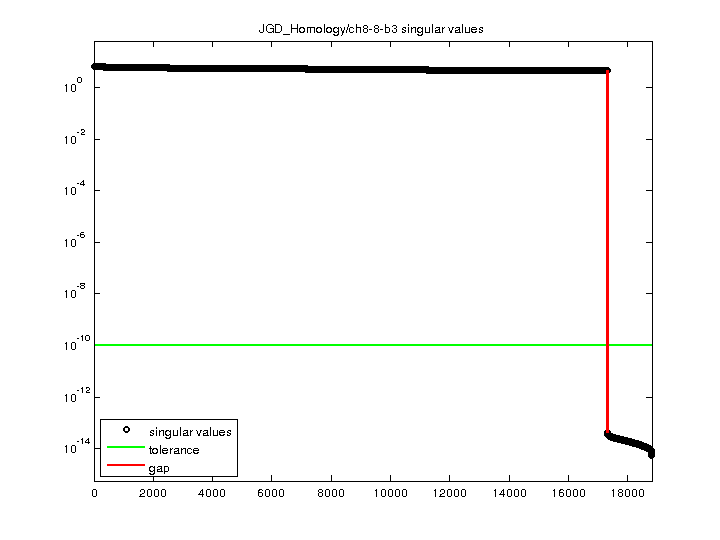 JGD_Homology/ch8-8-b3 singular values
10^0
10^-2
10^-4
10^-6
10^-8
10^-10
10^-12
10^-14
singular values
tolerance
gap
0 2000 4000 6000 8000 10000 12000 14000 16000 18000